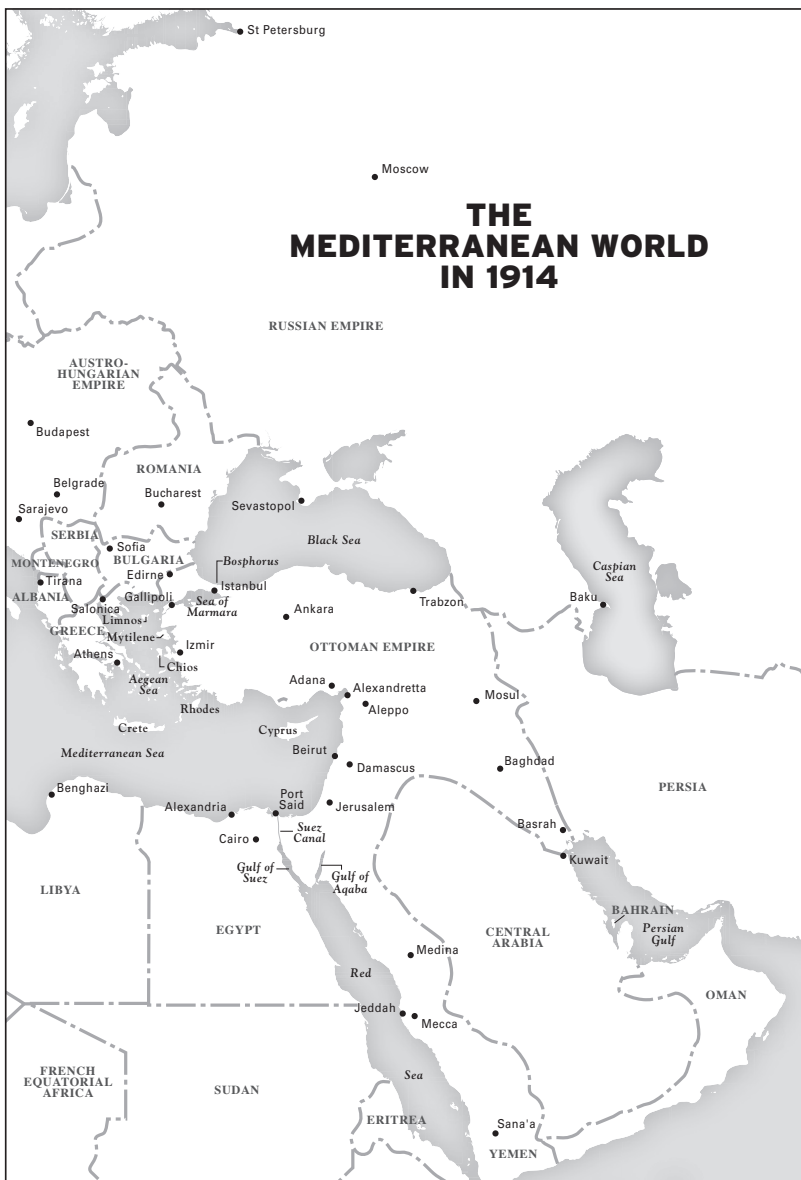 St Petersburg
Moscow
THE
MEDITERRANEAN WORLD
IN 1914
RUSSIAN EMPIRE
AUSTRO-
HUNGARIAN
EMPIRE
Budapest
ROMANIA
Belgrade
Bucharest
Sevastopol
Sarajevo
SERBIA
Black Sea
Sofia
MONTENEGRO
BULGARIA
Bosphorus
Caspian
Sea
Edirne
Tirana
Istanbul
ALBANIA
Gallipoli
Sea of
Marmara
Trabzon
Baku
Salonica
Ankara
Limnos
GREECE
Mytilene
Izmir
OTTOMAN EMPIRE
Athens
Chios
Aegean
Sea
Adana
Alexandretta
Mosul
Aleppo
Rhodes
Crete
Cyprus
Mediterranean Sea
Beirut
Damascus
Baghdad
Benghazi
PERSIA
Alexandria
Port
Said
Jerusalem
Suez
Canal
Basrah
Cairo
Kuwait
Gulf of
Suez
Gulf of
Aqaba
LIBYA
BAHRAIN
EGYPT
CENTRAL
ARABIA
Persian
Gulf
Medina
Red
OMAN
Jeddah
Mecca
FRENCH
EQUATORIAL
AFRICA
SUDAN
Sea
ERITREA
Sana'a
YEMEN